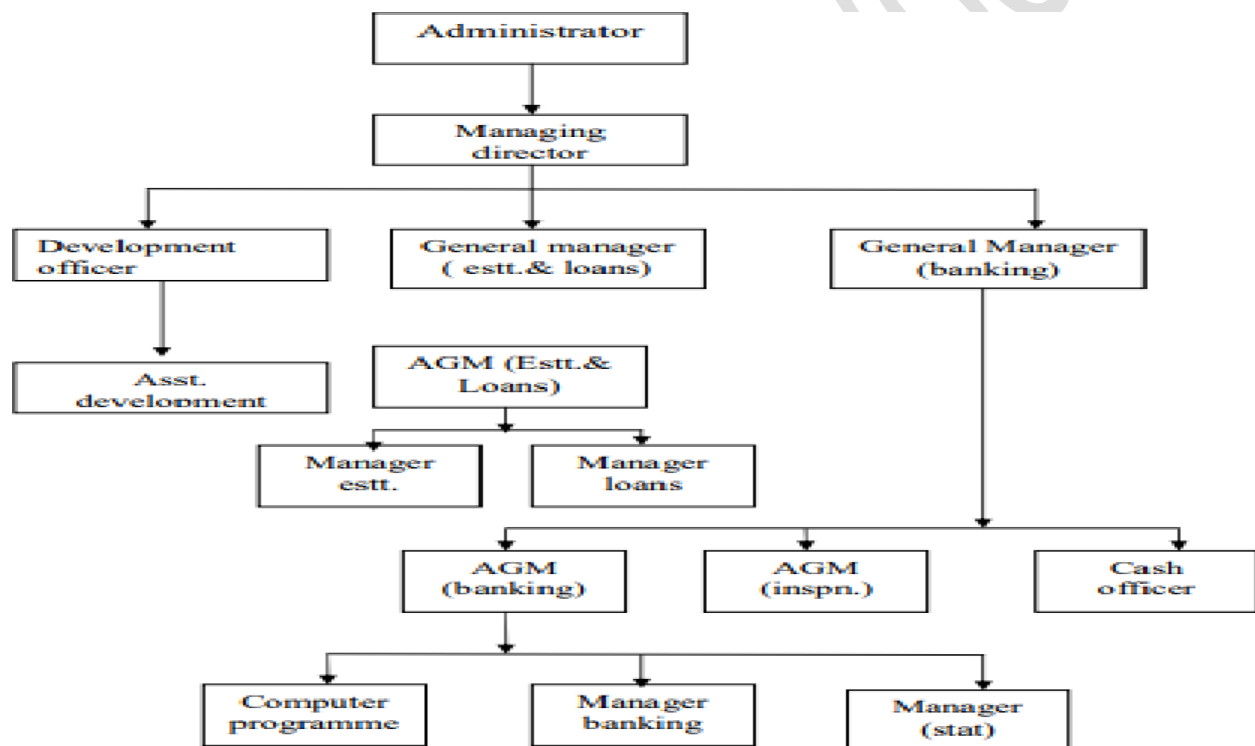 Administrator
Managing
director
Development
officer
General manager
( estt.& loans)
General Manager
(banking)
Asst.
development
AGM (Estt.&
Loans)
Manager
estt.
Manager
loans
AGM
(banking)
AGM
(inspn.)
Cash
officer
Computer
programme
Manager
banking
Manager
(stat)